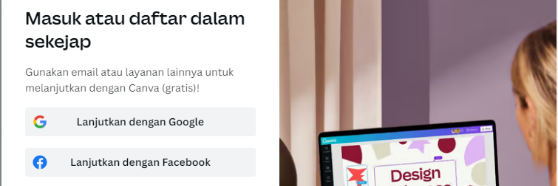 Masuk atau daftar dalam
sekejap
Gunakan email atau layanan lainnya untuk
melanjutkan dengan Canva (gratis)!
Lanjutkan dengan Google
Lanjutkan dengan Facebook
Design